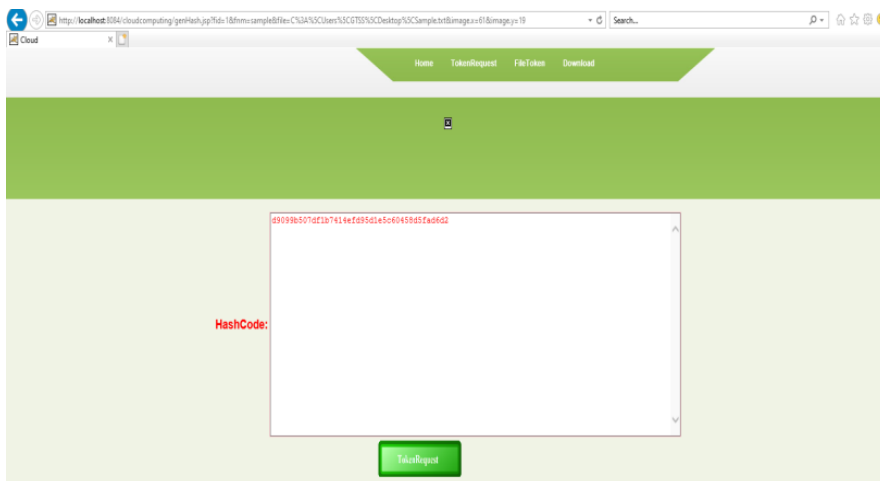 http://localhost:8084/cloudcomputing/genHash.jsp?fid=1&fnm=sample&file=C%3A%5CUsers%5CGTSS%5CDesktop%5CSample.txt&image.x=61&image.y=19
Search...
Cloud
Home TokenRequest FileToken Download
d9099b507df1b7414efd95d1e5c60458d5fad6d2
HashCode:
TokenRequest